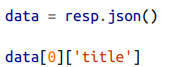 data = resp.json()
data[0]['title']